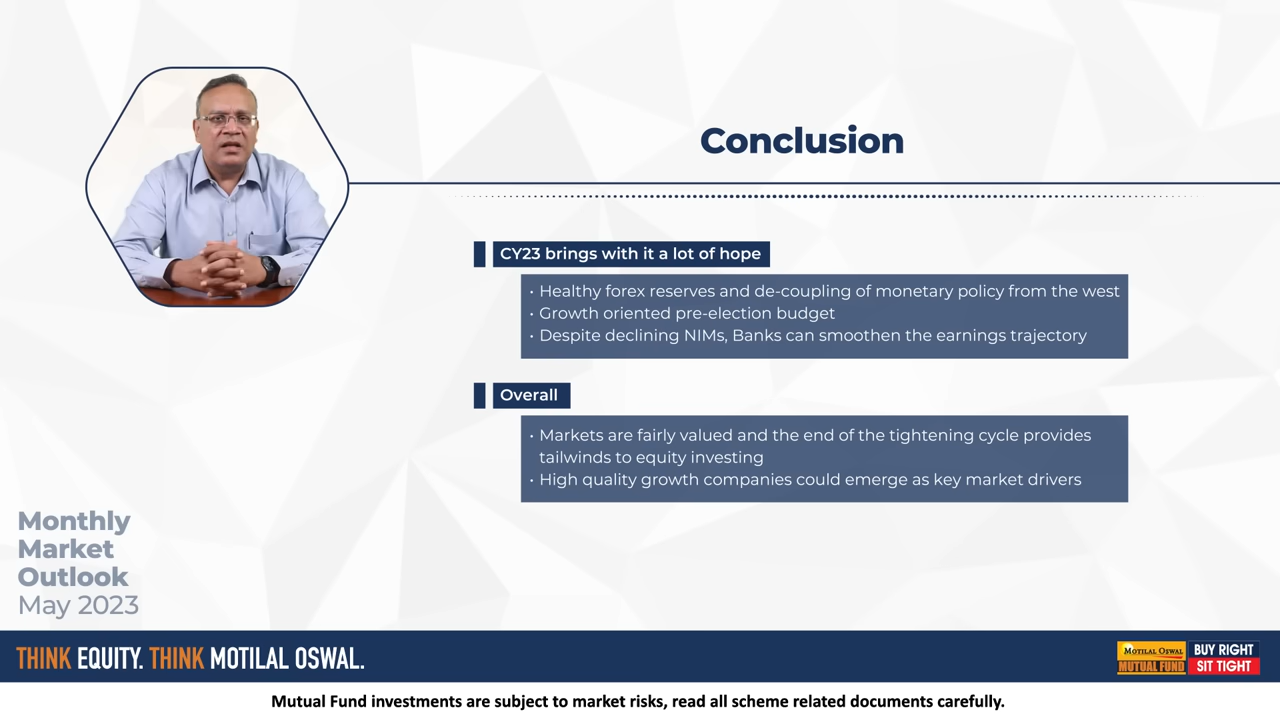 Conclusion
CY23 brings with it a lot of hope
• Healthy forex reserves and de-coupling of monetary policy from the west
• Growth oriented pre-election budget
• Despite declining NIMs, Banks can smoothen the earnings trajectory
Overall
• Markets are fairly valued and the end of the tightening cycle provides
tailwinds to equity investing
• High quality growth companies could emerge as key market drivers
Monthly
Market
Outlook
May 2023
THINK EQUITY. THINK MOTILAL OSWAL.
MOTILAL OSWAL
MUTUAL FUND
BUY RIGHT
SIT TIGHT
Mutual Fund investments are subject to market risks, read all scheme related documents carefully.